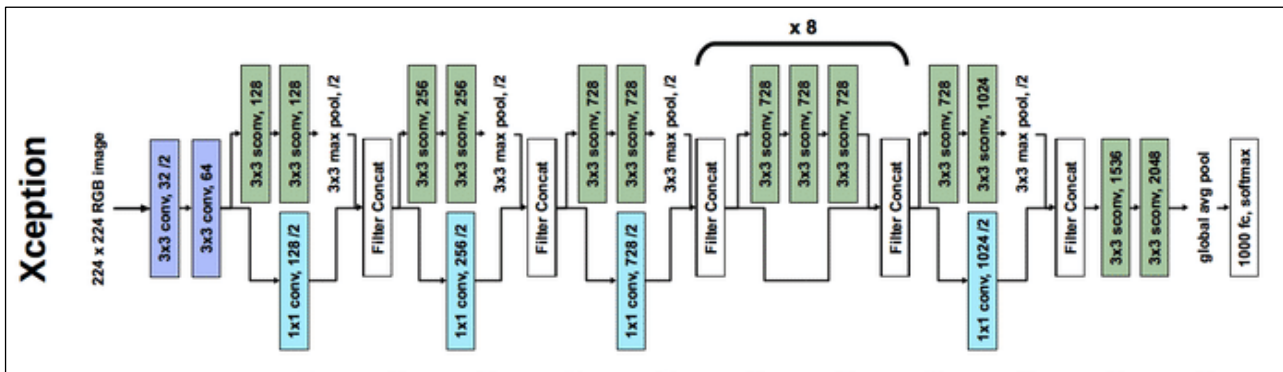 Xception
224 x 224 RGB image
3x3 conv, 32 /2
3x3 conv, 64
3x3 sconv, 128
3x3 sconv, 128
3x3 max pool, /2
1x1 conv, 128 /2
Filter Concat
3x3 sconv, 256
3x3 sconv, 256
3x3 max pool, /2
1x1 conv, 256 /2
Filter Concat
3x3 sconv, 728
3x3 sconv, 728
3x3 max pool, /2
1x1 conv, 728 /2
Filter Concat
x 8
3x3 sconv, 728
3x3 sconv, 728
3x3 sconv, 728
Filter Concat
3x3 sconv, 728
3x3 sconv, 1024
3x3 max pool, /2
1x1 conv, 1024 /2
Filter Concat
3x3 sconv, 1536
3x3 sconv, 2048
global avg pool
1000 fc, softmax